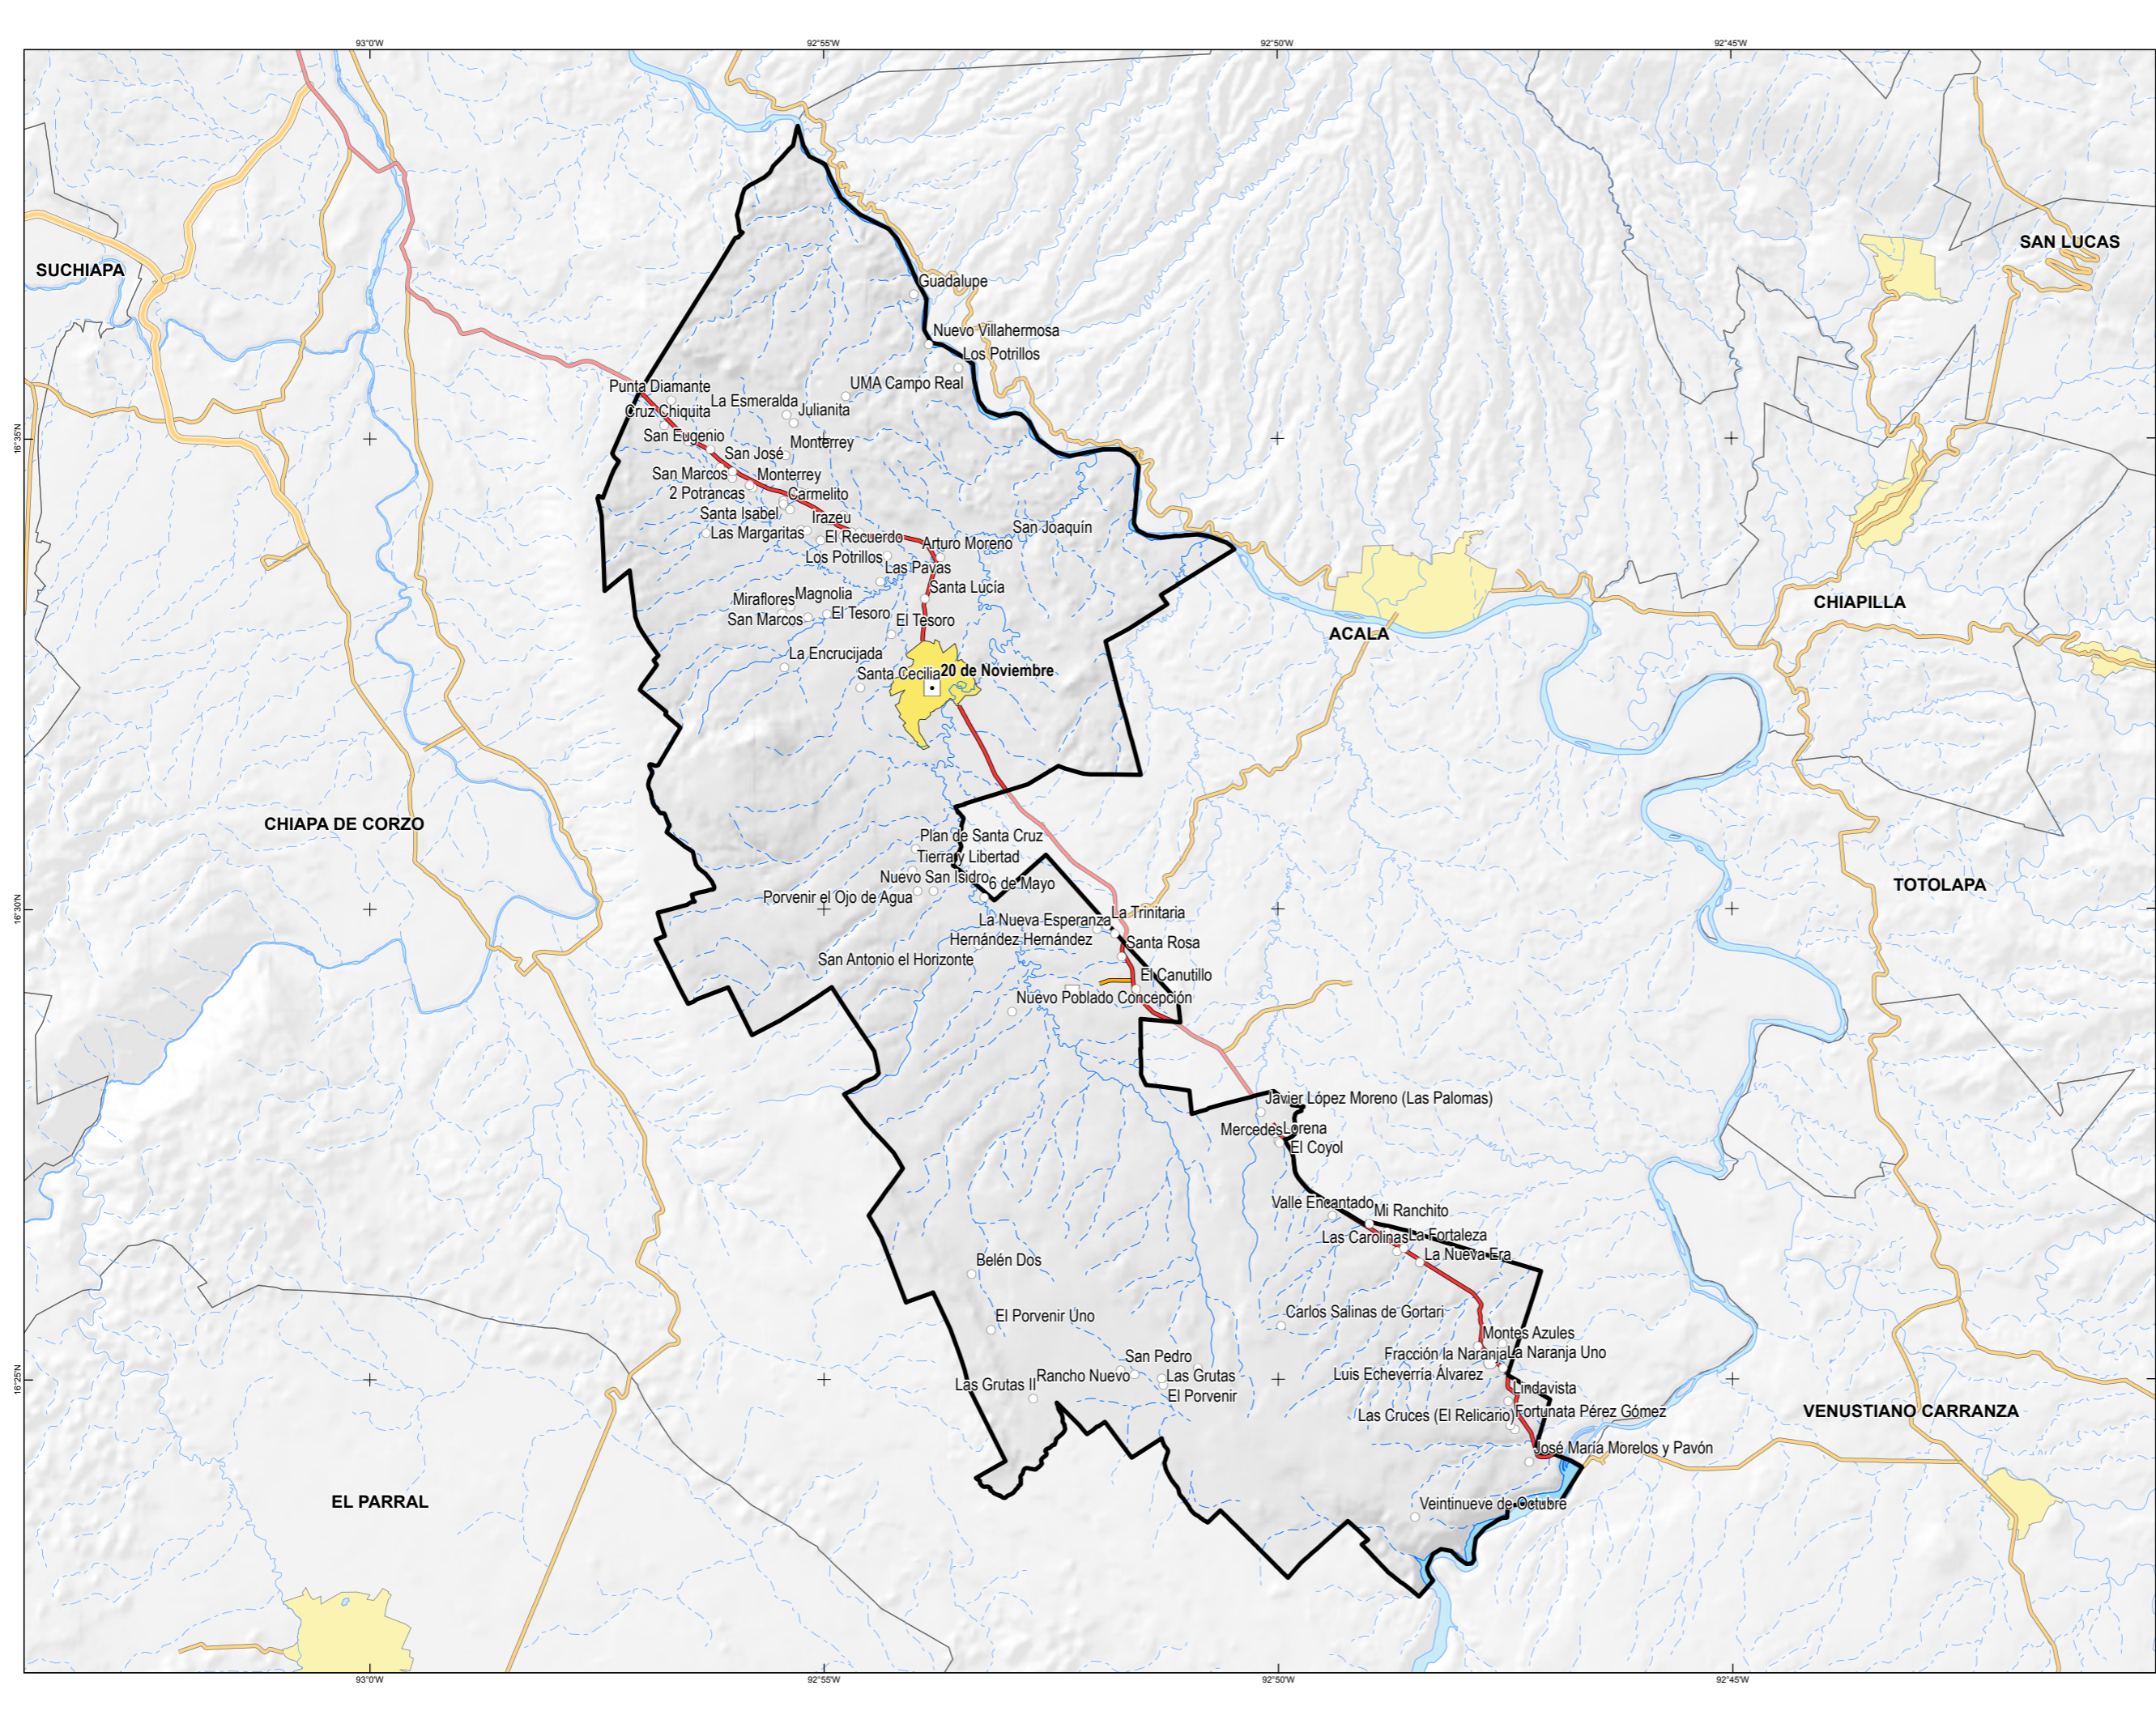 93°0'W
92°55'W
92°50'W
92°45'W
SAN LUCAS
SUCHIAPA
Guadalupe
Nuevo Villahermosa
Los Potrillos
UMA Campo Real
Punta Diamante
La Esmeralda
Julianita
Cruz Chiquita
16°35'N
San Eugenio
Monterrey
San José
San Marcos
Monterrey
2 Potrancas
Carmelito
Santa Isabel
Irazeu
San Joaquín
Las Margaritas
El Recuerdo
Arturo Moreno
Los Potrillos
Las Pavas
Santa Lucía
Magnolia
Miraflores
CHIAPILLA
El Tesoro
San Marcos
El Tesoro
ACALA
La Encrucijada
Santa Cecilia
20 de Noviembre
CHIAPA DE CORZO
Plan de Santa Cruz
Tierra y Libertad
Nuevo San Isidro
6 de Mayo
TOTOLAPA
Porvenir el Ojo de Agua
16°30'N
La Trinitaria
La Nueva Esperanza
Hernández Hernández
Santa Rosa
San Antonio el Horizonte
El Canutillo
Nuevo Poblado Concepción
Javier López Moreno (Las Palomas)
Mercedes
Lorena
El Coyol
Valle Encantado
Mi Ranchito
Las Carolinas
La Fortaleza
La Nueva Era
Belén Dos
Carlos Salinas de Gortari
El Porvenir Uno
Montes Azules
Fracción la Naranja
La Naranja Uno
San Pedro
Luis Echeverría Álvarez
Rancho Nuevo
Las Grutas
16°25'N
Las Grutas II
Lindavista
El Porvenir
Las Cruces (El Relicario)
Fortunata Pérez Gómez
VENUSTIANO CARRANZA
José María Morelos y Pavón
EL PARRAL
Veintinueve de Octubre
93°0'W
92°55'W
92°50'W
92°45'W